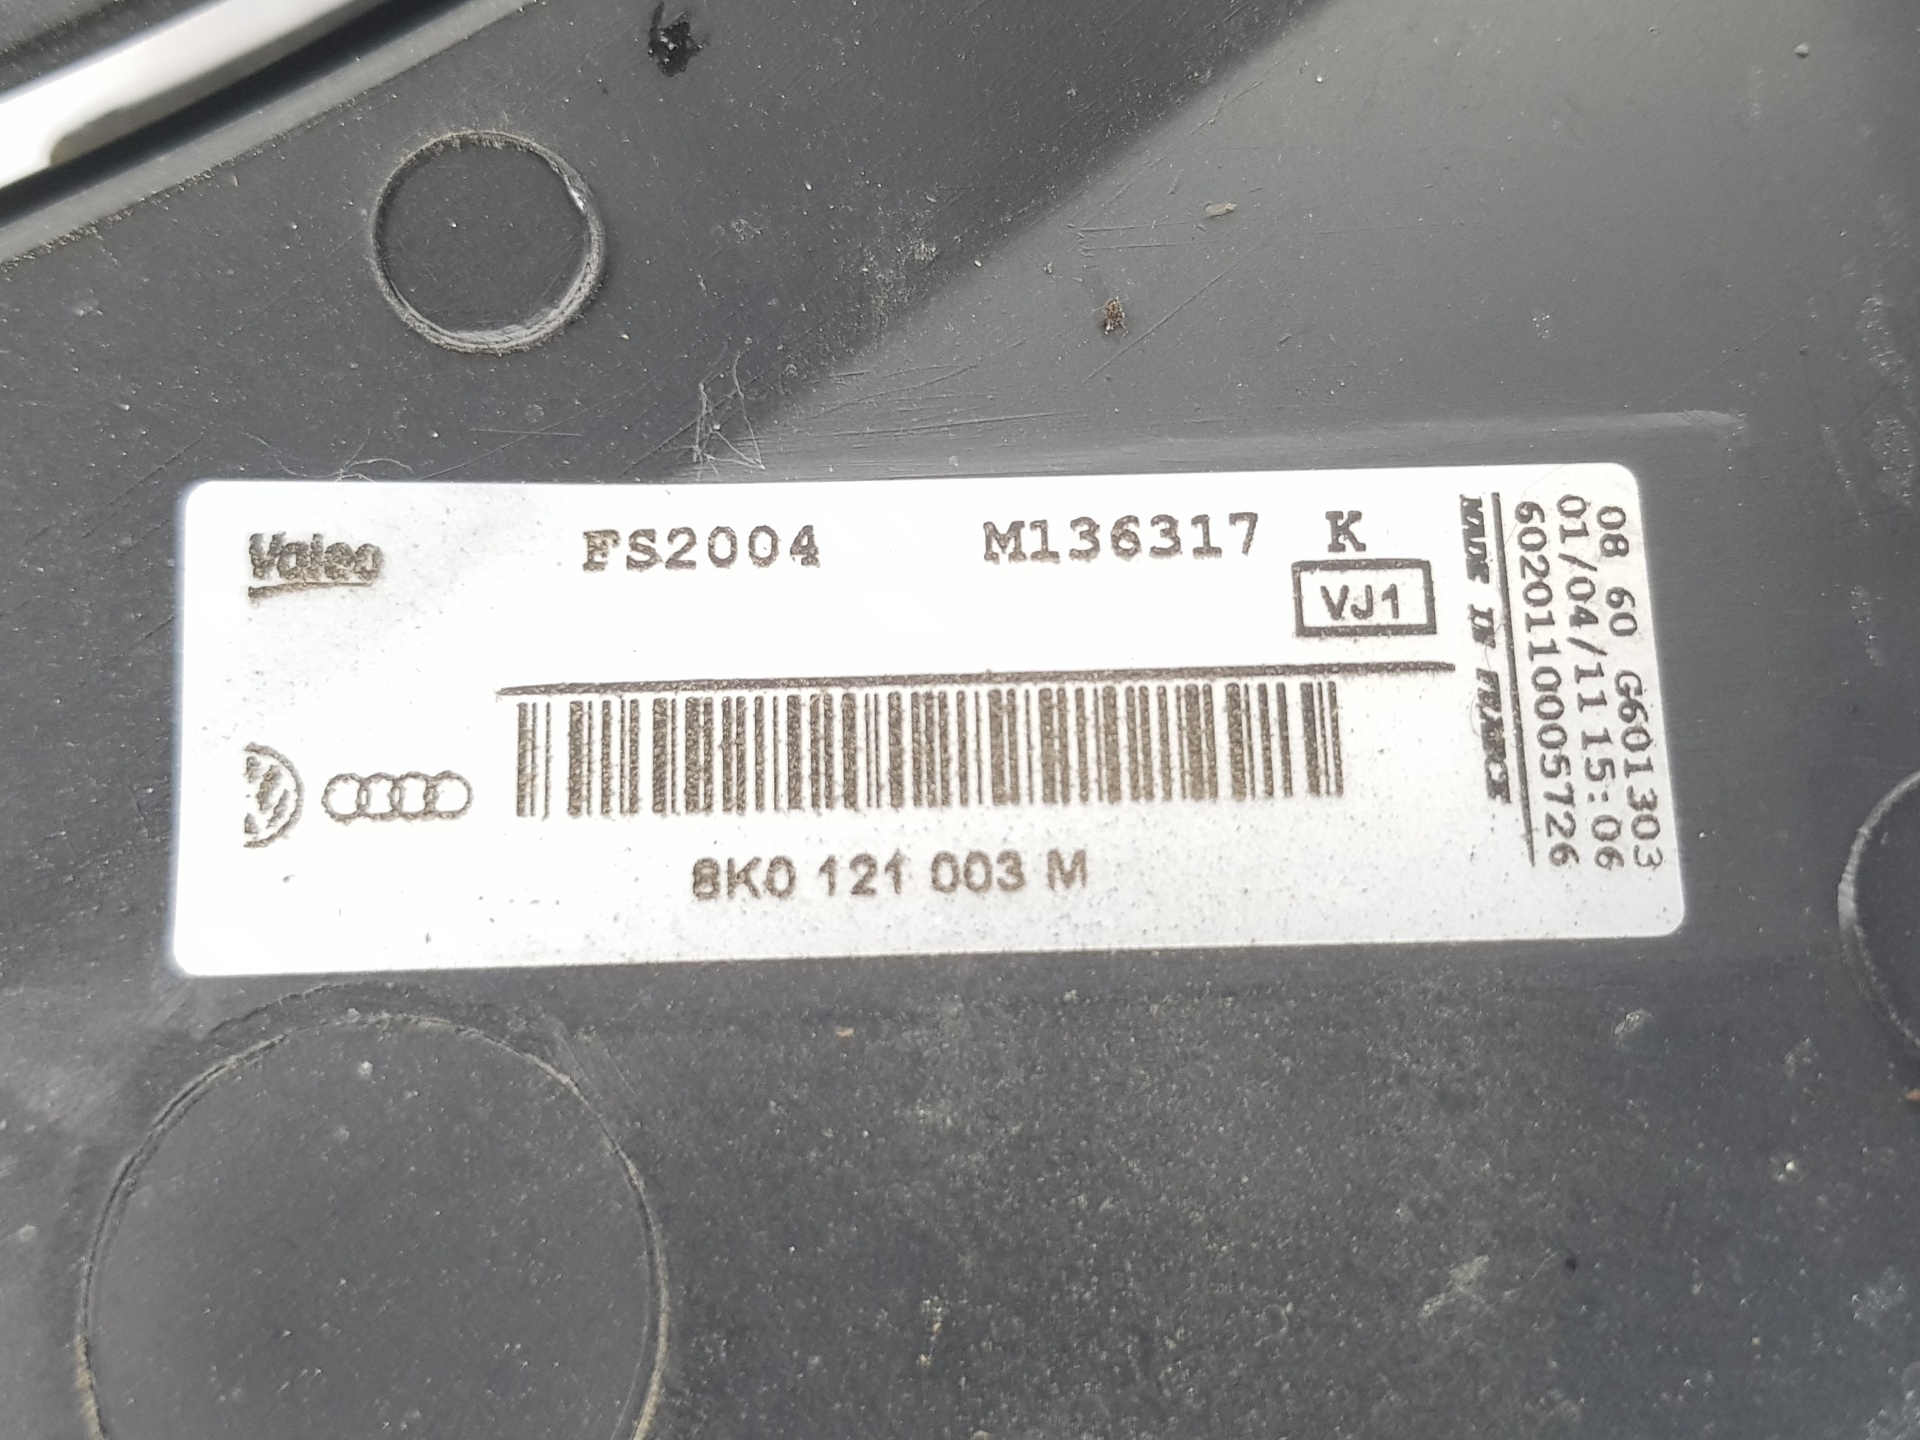 Valeo
FS2004
M136317
K
VJ1
8K0 121 003 M
08 60 G601303
01/04/11 15:06
6020110005726
MADE IN FRANCE